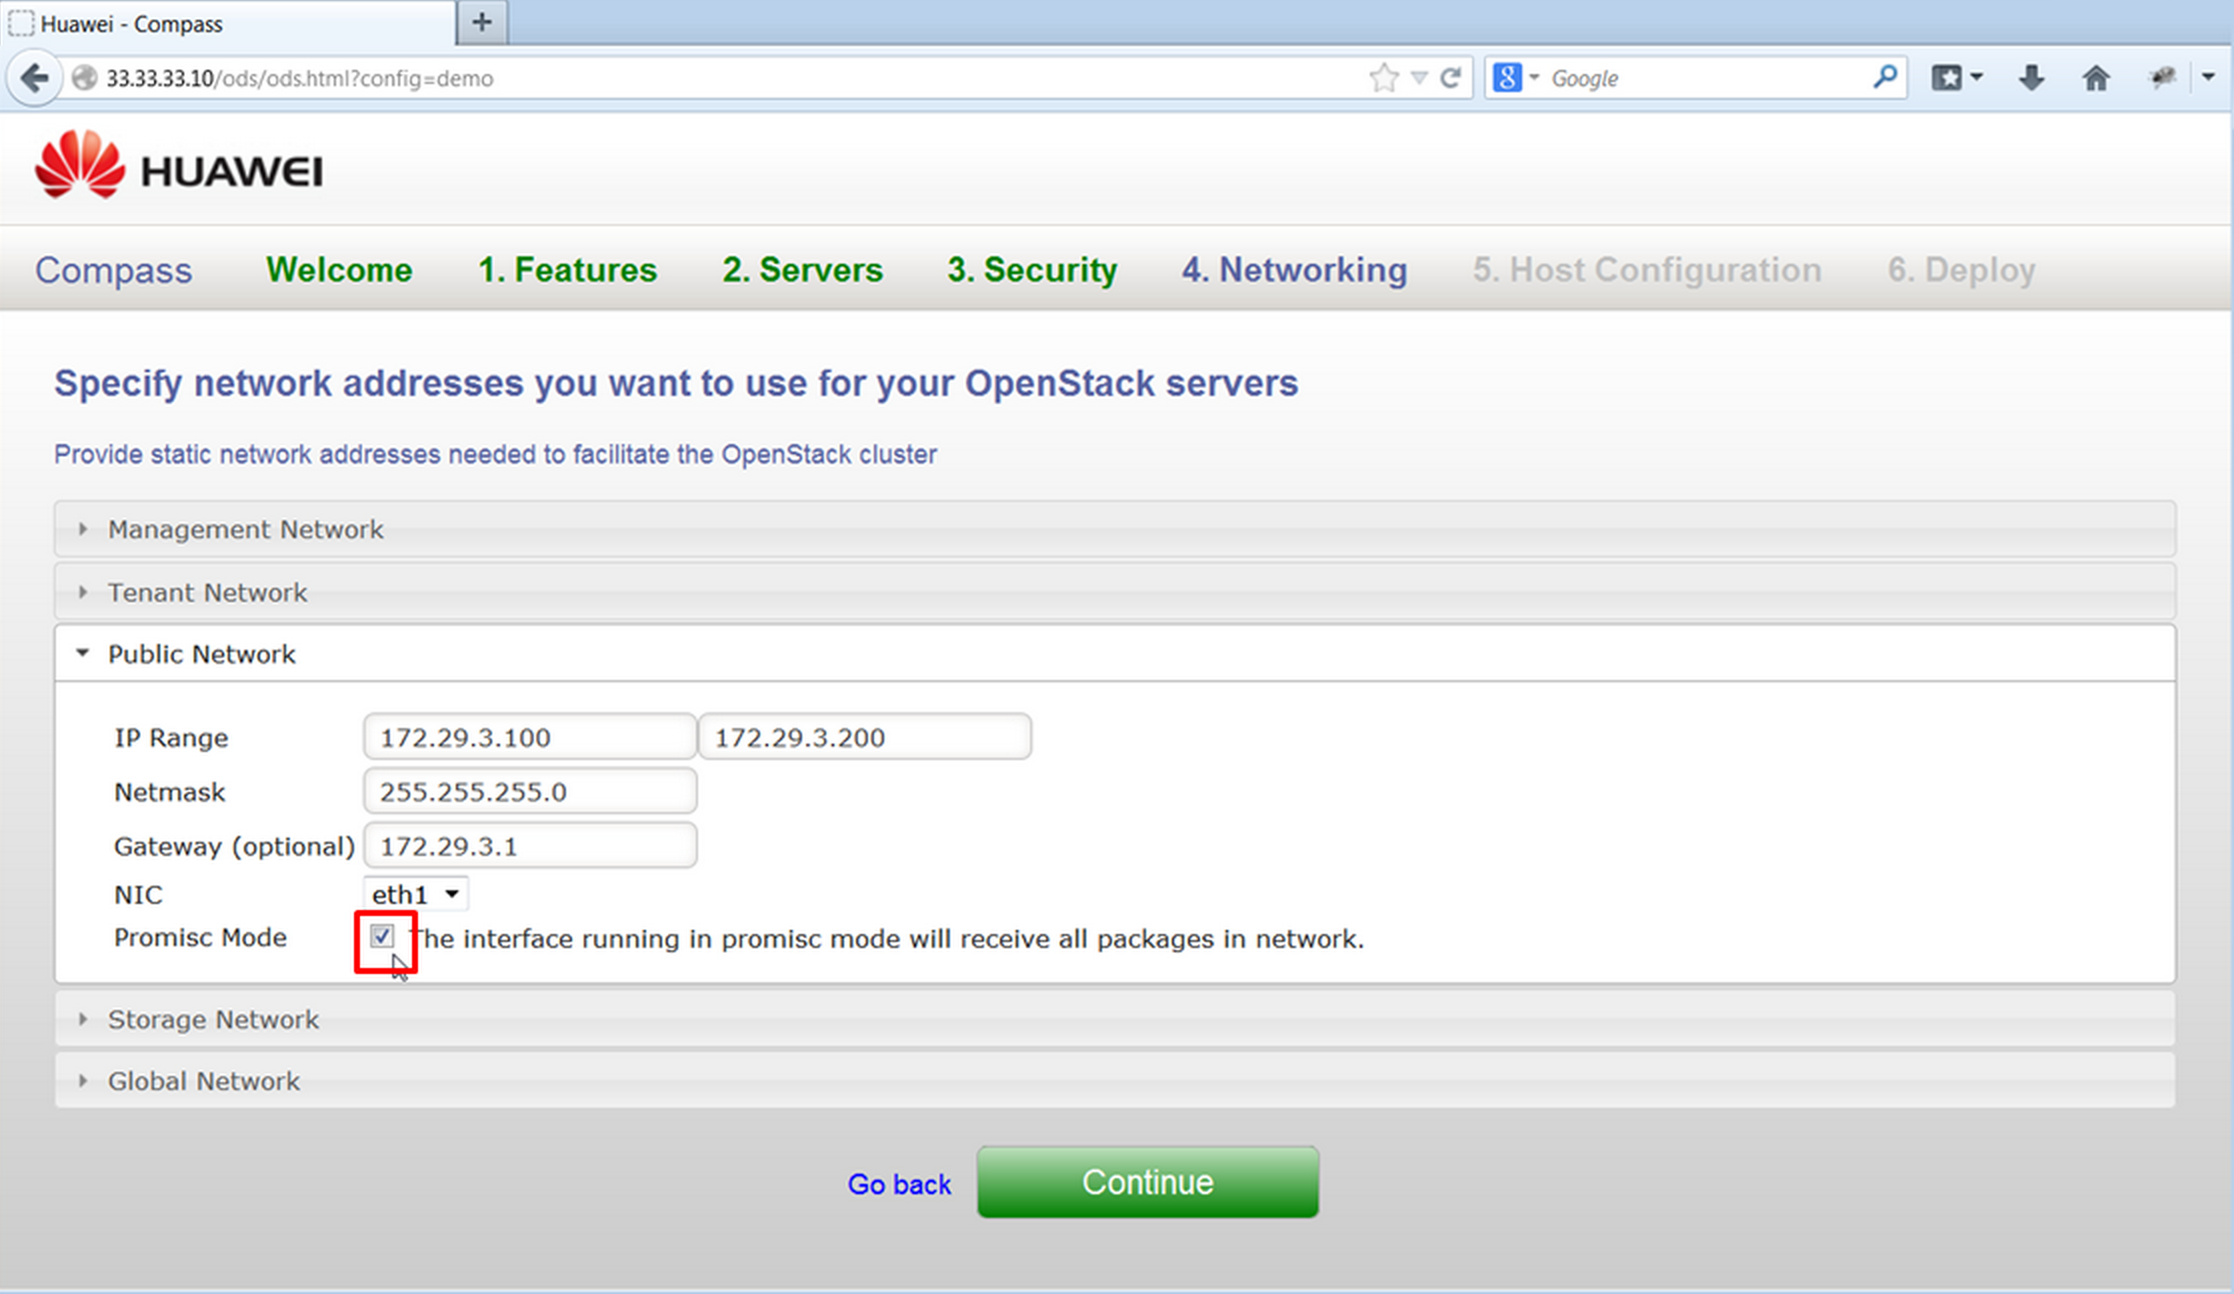 Huawei - Compass
+
33.33.33.10/ods/ods.html?config=demo
8 Google
HUAWEI
Compass Welcome 1. Features 2. Servers 3. Security 4. Networking 5. Host Configuration 6. Deploy
Specify network addresses you want to use for your OpenStack servers
Provide static network addresses needed to facilitate the OpenStack cluster
Management Network
Tenant Network
Public Network
IP Range 172.29.3.100 172.29.3.200
Netmask 255.255.255.0
Gateway (optional) 172.29.3.1
NIC eth1
Promisc Mode The interface running in promisc mode will receive all packages in network.
Storage Network
Global Network
Go back Continue